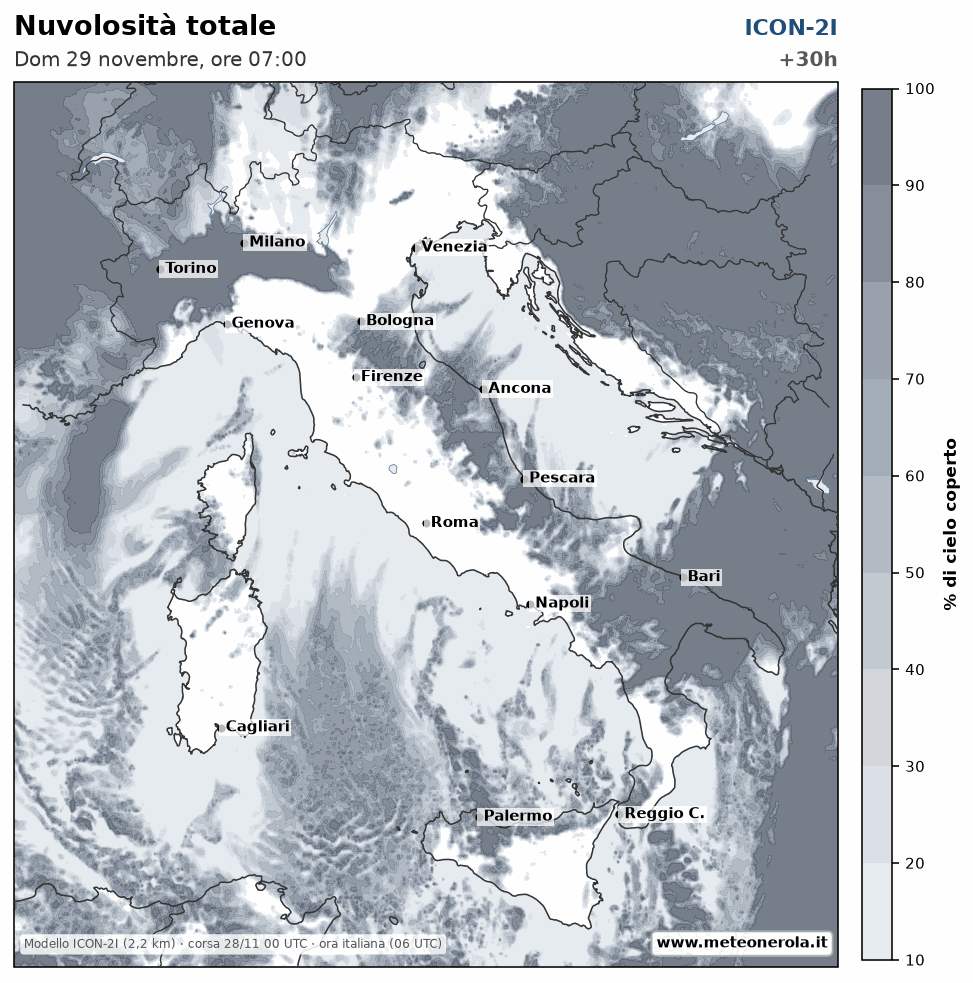 Nuvolosità totale
ICON-2I
Dom 29 novembre, ore 07:00
+30h
100
90
80
70
60
50
40
30
20
10
% di cielo coperto
Milano
Venezia
Torino
Genova
Bologna
Firenze
Ancona
Pescara
Roma
Bari
Napoli
Cagliari
Palermo
Reggio C.
Modello ICON-2I (2,2 km) · corsa 28/11 00 UTC · ora italiana (06 UTC)
www.meteonerola.it